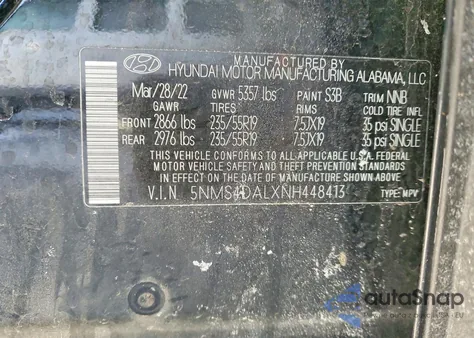 MANUFACTURED BY
HYUNDAI MOTOR MANUFACTURING ALABAMA, LLC
Mar/28/22 GVWR 5357 lbs PAINT S3B TRIM NNB
GAWR TIRES RIMS COLD TIRE INFL
FRONT 2866 lbs 235/55R19 7.5JX19 35 psi SINGLE
REAR 2976 lbs 235/55R19 7.5JX19 35 psi SINGLE
THIS VEHICLE CONFORMS TO ALL APPLICABLE U.S.A. FEDERAL
MOTOR VEHICLE SAFETY AND THEFT PREVENTION STANDARDS
IN EFFECT ON THE DATE OF MANUFACTURE SHOWN ABOVE
V.I.N 5NMS4DALXNH448413 TYPE: MPV
autoSnap